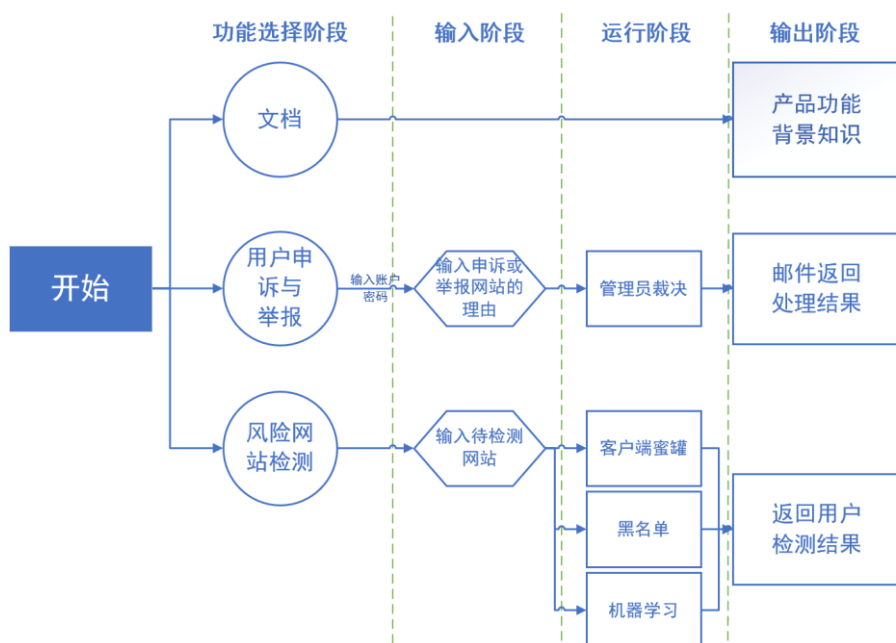 功能选择阶段
输入阶段
运行阶段
输出阶段
文档
产品功能
背景知识
开始
用户申
诉与
举报
输入账户
密码
输入申诉或
举报网站的
理由
管理员裁决
邮件返回
处理结果
风险网
站检测
输入待检测
网站
客户端蜜罐
黑名单
机器学习
返回用户
检测结果